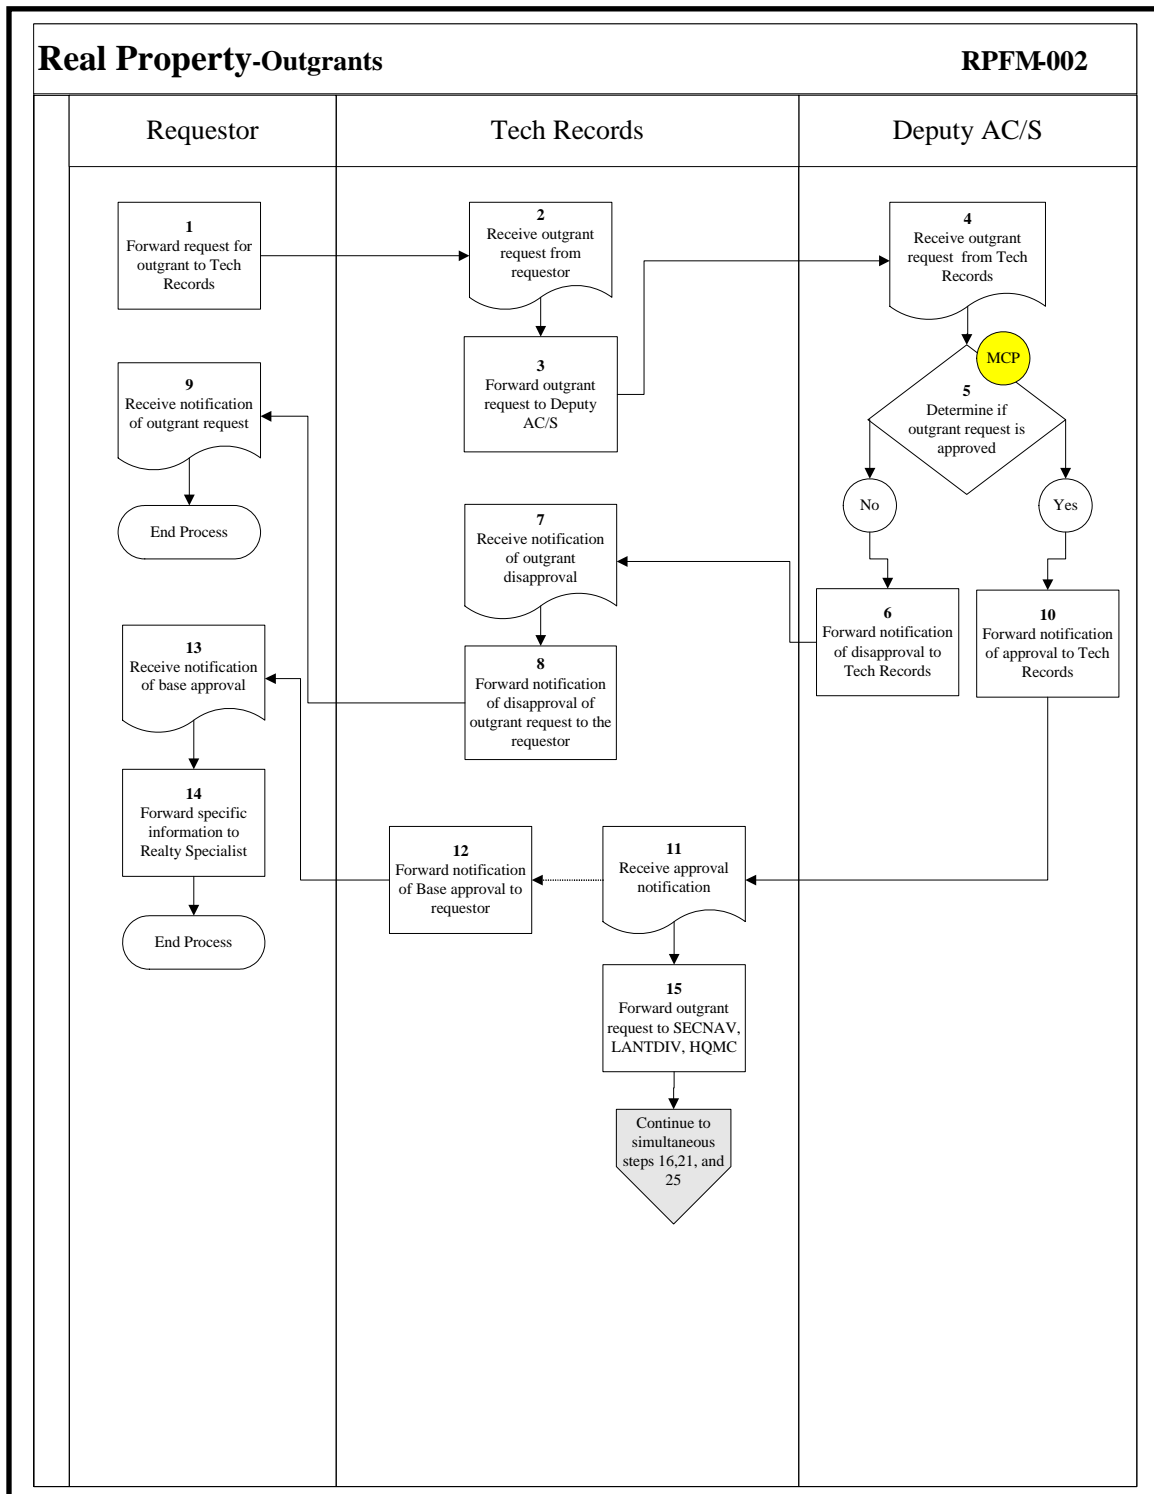 Real Property-Outgrants
RPFM-002
Requestor
Tech Records
Deputy AC/S
1
Forward request for
outgrant to Tech
Records
2
Receive outgrant
request from
requestor
3
Forward outgrant
request to Deputy
AC/S
4
Receive outgrant
request from Tech
Records
MCP
5
Determine if
outgrant request is
approved
No
Yes
9
Receive notification
of outgrant request
End Process
7
Receive notification
of outgrant
disapproval
6
Forward notification
of disapproval to
Tech Records
10
Forward notification
of approval to Tech
Records
8
Forward notification
of disapproval of
outgrant request to the
requestor
13
Receive notification
of base approval
14
Forward specific
information to
Realty Specialist
End Process
12
Forward notification
of Base approval to
requestor
11
Receive approval
notification
15
Forward outgrant
request to SECNAV,
LANTDIV, HQMC
Continue to
simultaneous
steps 16,21, and
25